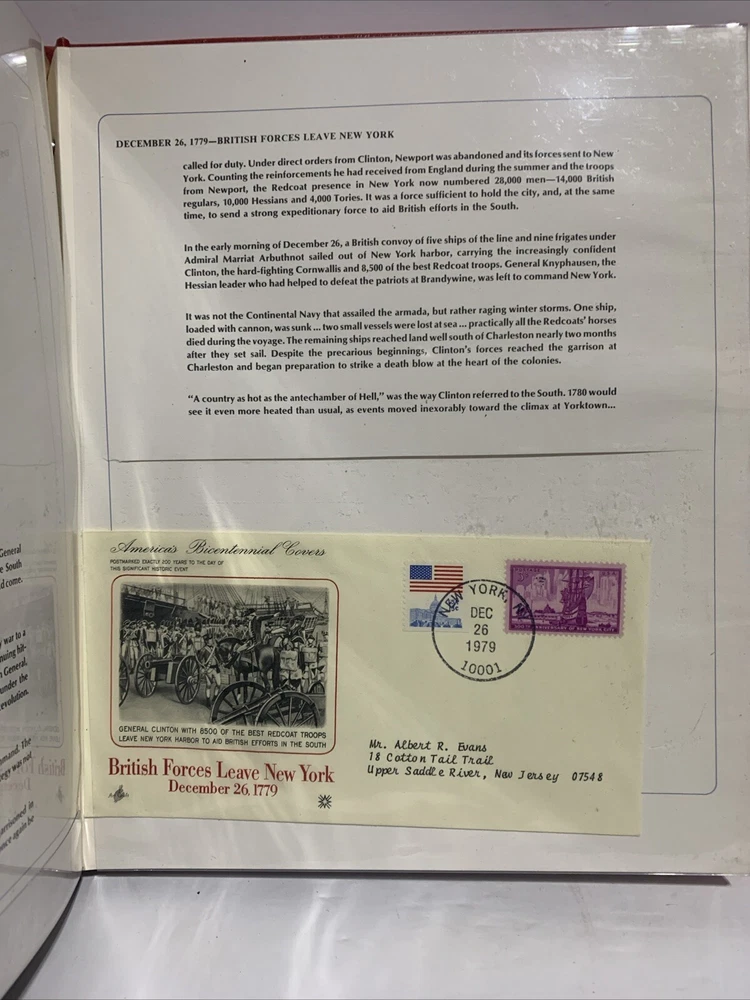 DECEMBER 26, 1779—BRITISH FORCES LEAVE NEW YORK
called for duty. Under direct orders from Clinton, Newport was abandoned and its forces sent to New
York. Counting the reinforcements he had received from England during the summer and the troops
from Newport, the Redcoat presence in New York now numbered 28,000 men—14,000 British
regulars, 10,000 Hessians and 4,000 Tories. It was a force sufficient to hold the city, and, at the same
time, to send a strong expeditionary force to aid British efforts in the South.
In the early morning of December 26, a British convoy of five ships of the line and nine frigates under
Admiral Marriat Arbuthnot sailed out of New York harbor, carrying the increasingly confident
Clinton, the hard-fighting Cornwallis and 8,500 of the best Redcoat troops. General Knyphausen, the
Hessian leader who had helped to defeat the patriots at Brandywine, was left to command New York.
It was not the Continental Navy that assailed the armada, but rather raging winter storms. One ship,
loaded with cannon, was sunk ... two small vessels were lost at sea ... practically all the Redcoats' horses
died during the voyage. The remaining ships reached land well south of Charleston nearly two months
after they set sail. Despite the precarious beginnings, Clinton's forces reached the garrison at
Charleston and began preparation to strike a death blow at the heart of the colonies.
"A country as hot as the antechamber of Hell," was the way Clinton referred to the South. 1780 would
see it even more heated than usual, as events moved inexorably toward the climax at Yorktown...
General
e South
d come.
war to a
General,
under the
evolution.
America's Bicentennial Covers
POSTMARKED EXACTLY 200 YEARS TO THE DAY OF
THIS SIGNIFICANT HISTORIC EVENT
NEW YORK, NY
DEC
26
1979
10001
ANNIVERSARY OF NEW YORK CITY
GENERAL CLINTON WITH 8500 OF THE BEST REDCOAT TROOPS
LEAVE NEW YORK HARBOR TO AID BRITISH EFFORTS IN THE SOUTH
British Forces Leave New York
December 26, 1779
Mr. Albert R. Evans
18 Cotton Tail Trail
Upper Saddle River, New Jersey 07548